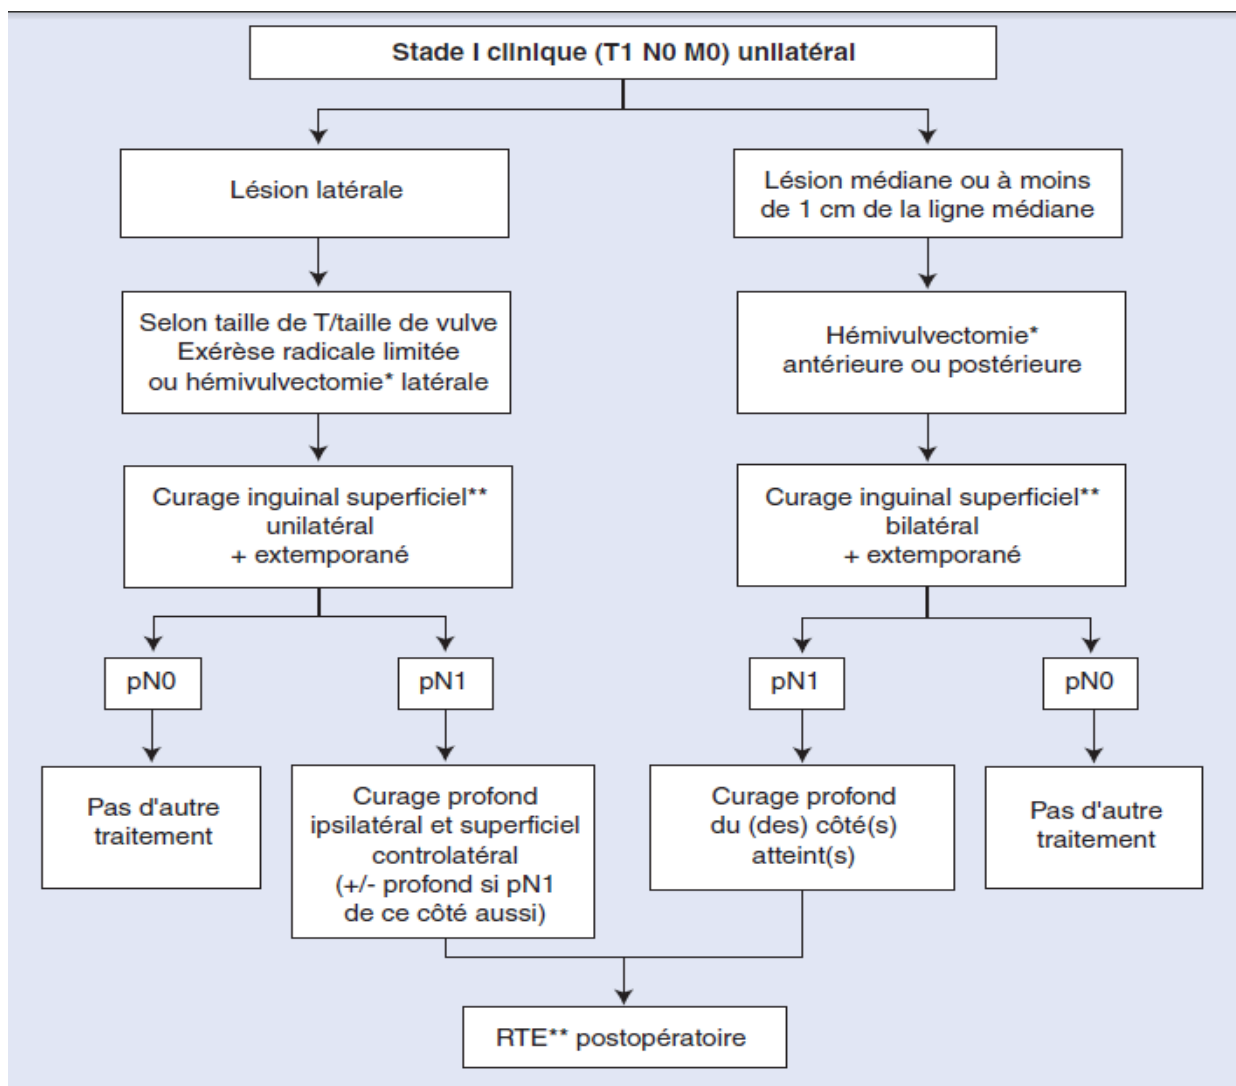 Stade I clinique (T1 N0 M0) unilatéral
Lésion latérale
Lésion médiane ou à moins
de 1 cm de la ligne médiane
Selon taille de T/taille de vulve
Exérèse radicale limitée
ou hémivulvectomie* latérale
Hémivulvectomie*
antérieure ou postérieure
Curage inguinal superficiel**
unilatéral
+ extemporané
Curage inguinal superficiel**
bilatéral
+ extemporané
pN0
pN1
pN1
pN0
Pas d'autre
traitement
Curage profond
ipsilatéral et superficiel
controlatéral
(+/- profond si pN1
de ce côté aussi)
Curage profond
du (des) côté(s)
atteint(s)
Pas d'autre
traitement
RTE** postopératoire